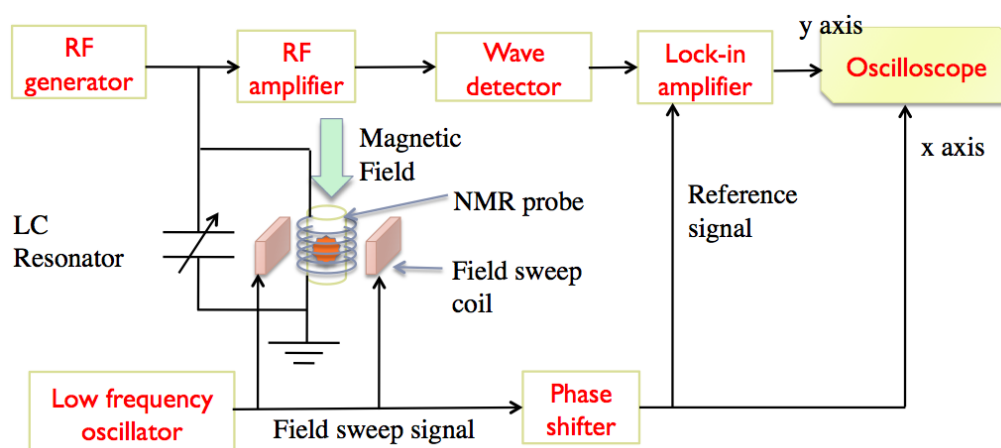 RF
generator
RF
amplifier
Wave
detector
Lock-in
amplifier
y axis
Oscilloscope
x axis
Magnetic
Field
NMR probe
Reference
signal
LC
Resonator
Field sweep
coil
Low frequency
oscillator
Field sweep signal
Phase
shifter